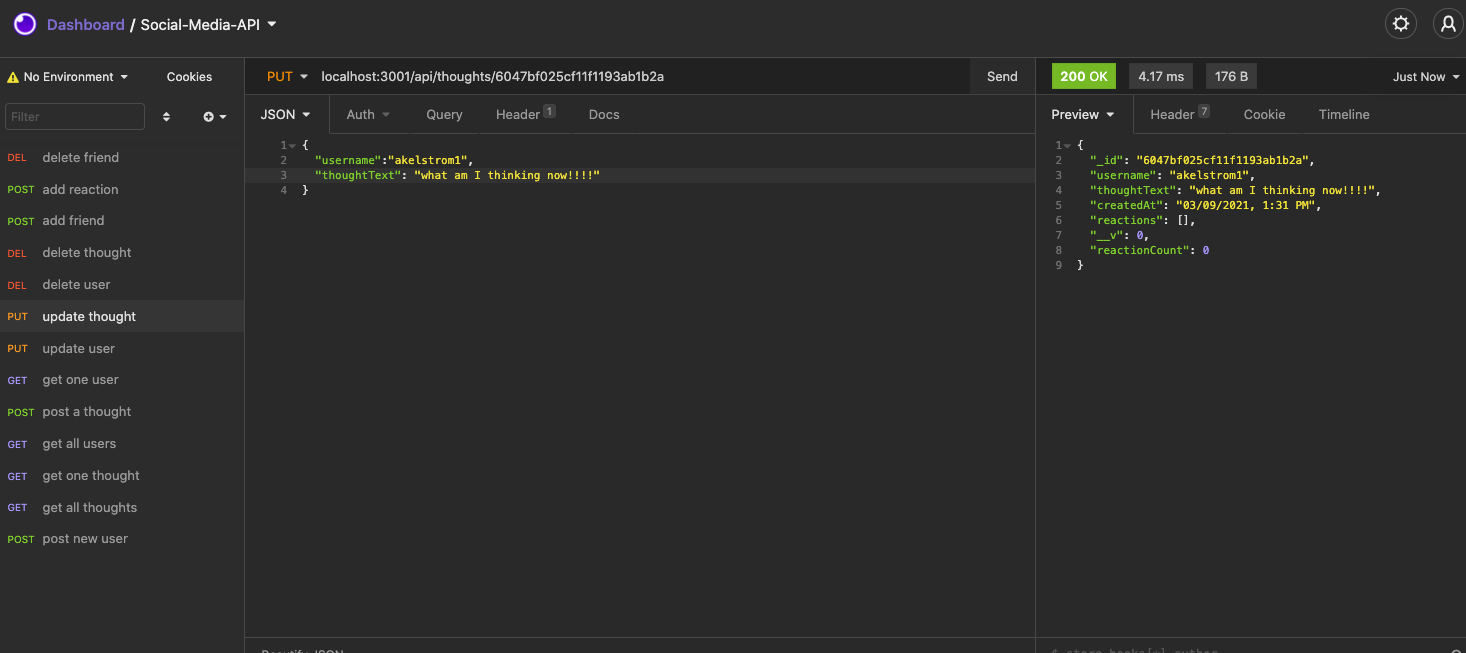 Dashboard / Social-Media-API
No Environment
Cookies
PUT localhost:3001/api/thoughts/6047bf025cf11f1193ab1b2a
Send
200 OK
4.17 ms
176 B
Just Now
Filter
JSON
Auth
Query
Header 1
Docs
Preview
Header 7
Cookie
Timeline
DEL delete friend
POST add reaction
POST add friend
DEL delete thought
DEL delete user
PUT update thought
PUT update user
GET get one user
POST post a thought
GET get all users
GET get one thought
GET get all thoughts
POST post new user
1 {
2 "username":"akelstrom1",
3 "thoughtText": "what am I thinking now!!!!"
4 }
1 {
2 "_id": "6047bf025cf11f1193ab1b2a",
3 "username": "akelstrom1",
4 "thoughtText": "what am I thinking now!!!!",
5 "createdAt": "03/09/2021, 1:31 PM",
6 "reactions": [],
7 "__v": 0,
8 "reactionCount": 0
9 }
Beautify JSON